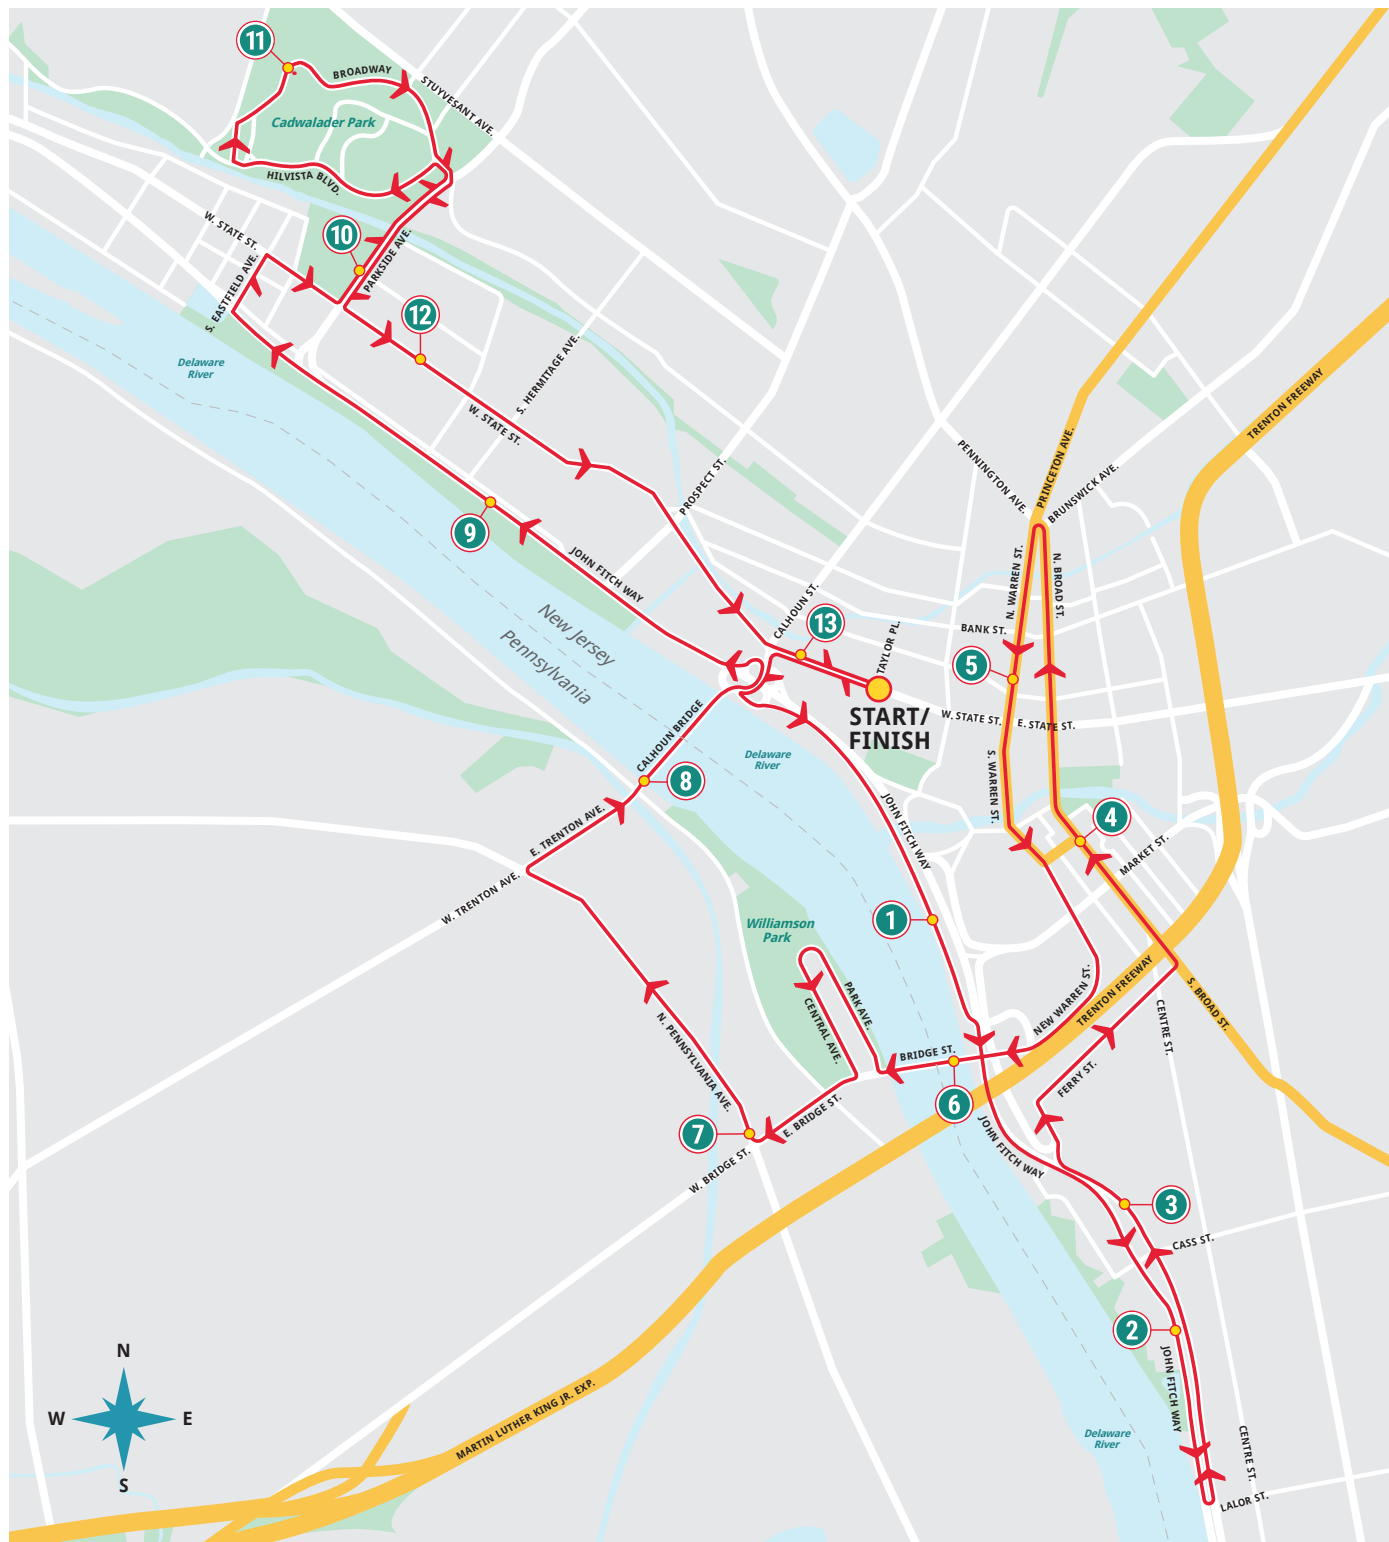 11
BROADWAY
STUYVESANT AVE.
Cadwalader Park
HILVISTA BLVD.
W. STATE ST.
10
PARKSIDE AVE.
S. EASTFIELD AVE.
12
Delaware
River
S. HERMITAGE AVE.
W. STATE ST.
TRENTON FREEWAY
PRINCETON AVE.
PENNINGTON AVE.
BRUNSWICK AVE.
PROSPECT ST.
9
JOHN FITCH WAY
N. WARREN ST.
N. BROAD ST.
CALHOUN ST.
13
TAYLOR PL.
BANK ST.
5
New Jersey
Pennsylvania
START/
FINISH
W. STATE ST.
E. STATE ST.
CALHOUN BRIDGE
Delaware
River
8
S. WARREN ST.
JOHN FITCH WAY
4
MARKET ST.
E. TRENTON AVE.
W. TRENTON AVE.
Williamson
Park
1
PARK AVE.
CENTRAL AVE.
NEW WARREN ST.
TRENTON FREEWAY
S. BROAD ST.
CENTRE ST.
N. PENNSYLVANIA AVE.
BRIDGE ST.
6
FERRY ST.
7
E. BRIDGE ST.
W. BRIDGE ST.
JOHN FITCH WAY
3
CASS ST.
2
JOHN FITCH WAY
N
W
E
S
MARTIN LUTHER KING JR. EXP.
Delaware
River
CENTRE ST.
LALOR ST.